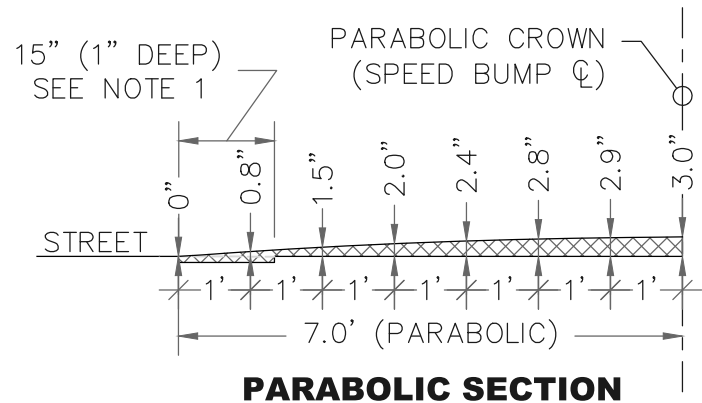 15" (1" DEEP)
SEE NOTE 1
PARABOLIC CROWN
(SPEED BUMP ℄)
0"
0.8"
1.5"
2.0"
2.4"
2.8"
2.9"
3.0"
STREET
1' 1' 1' 1' 1' 1' 1'
7.0' (PARABOLIC)
PARABOLIC SECTION